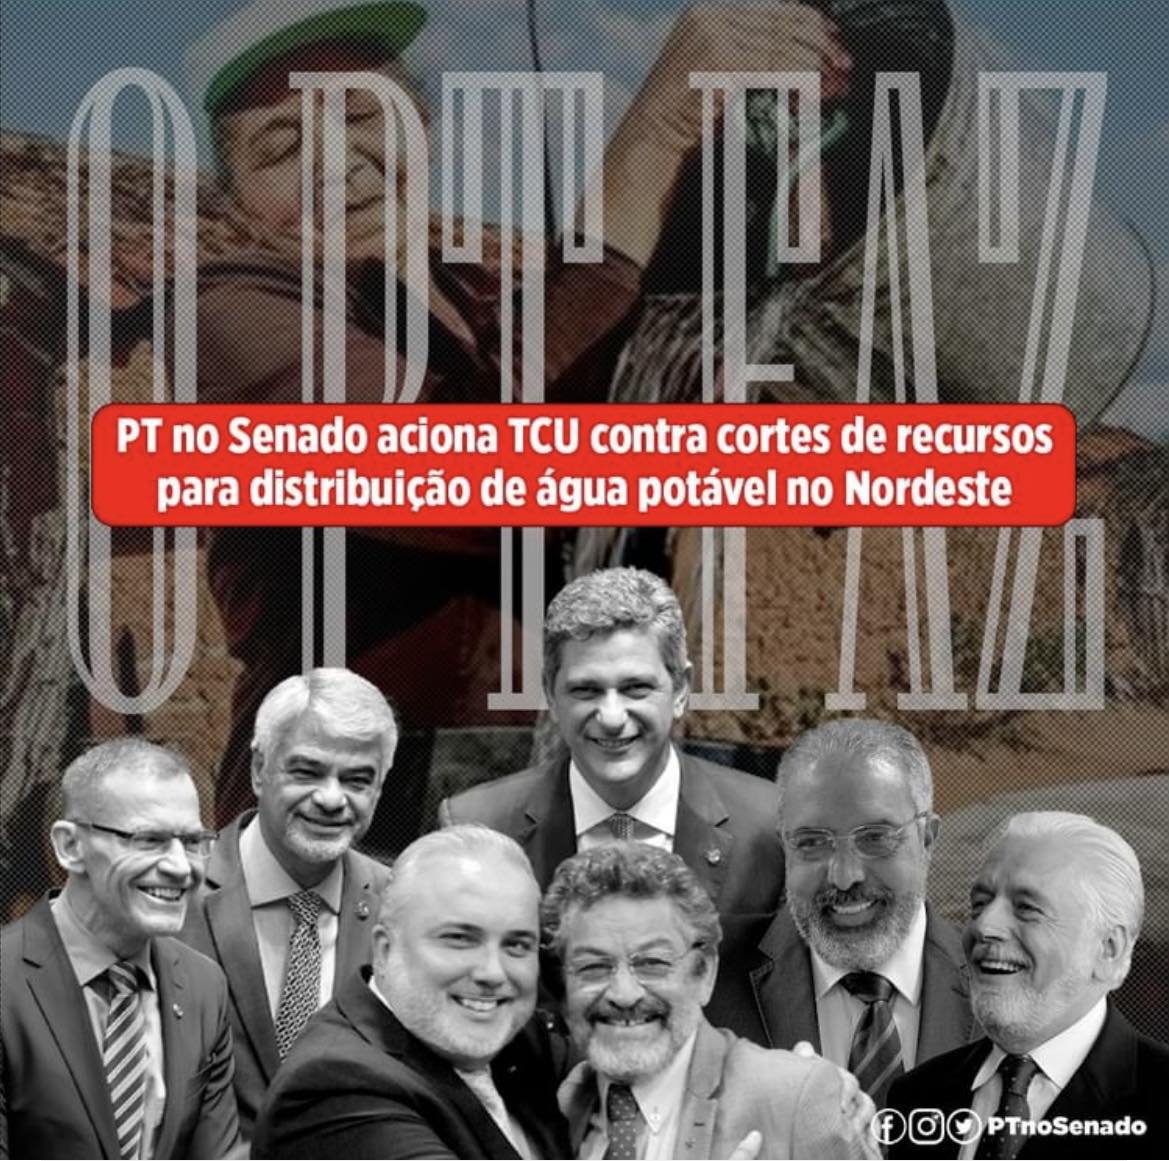 O PT FAZ
PT no Senado aciona TCU contra cortes de recursos
para distribuição de água potável no Nordeste
PTnoSenado